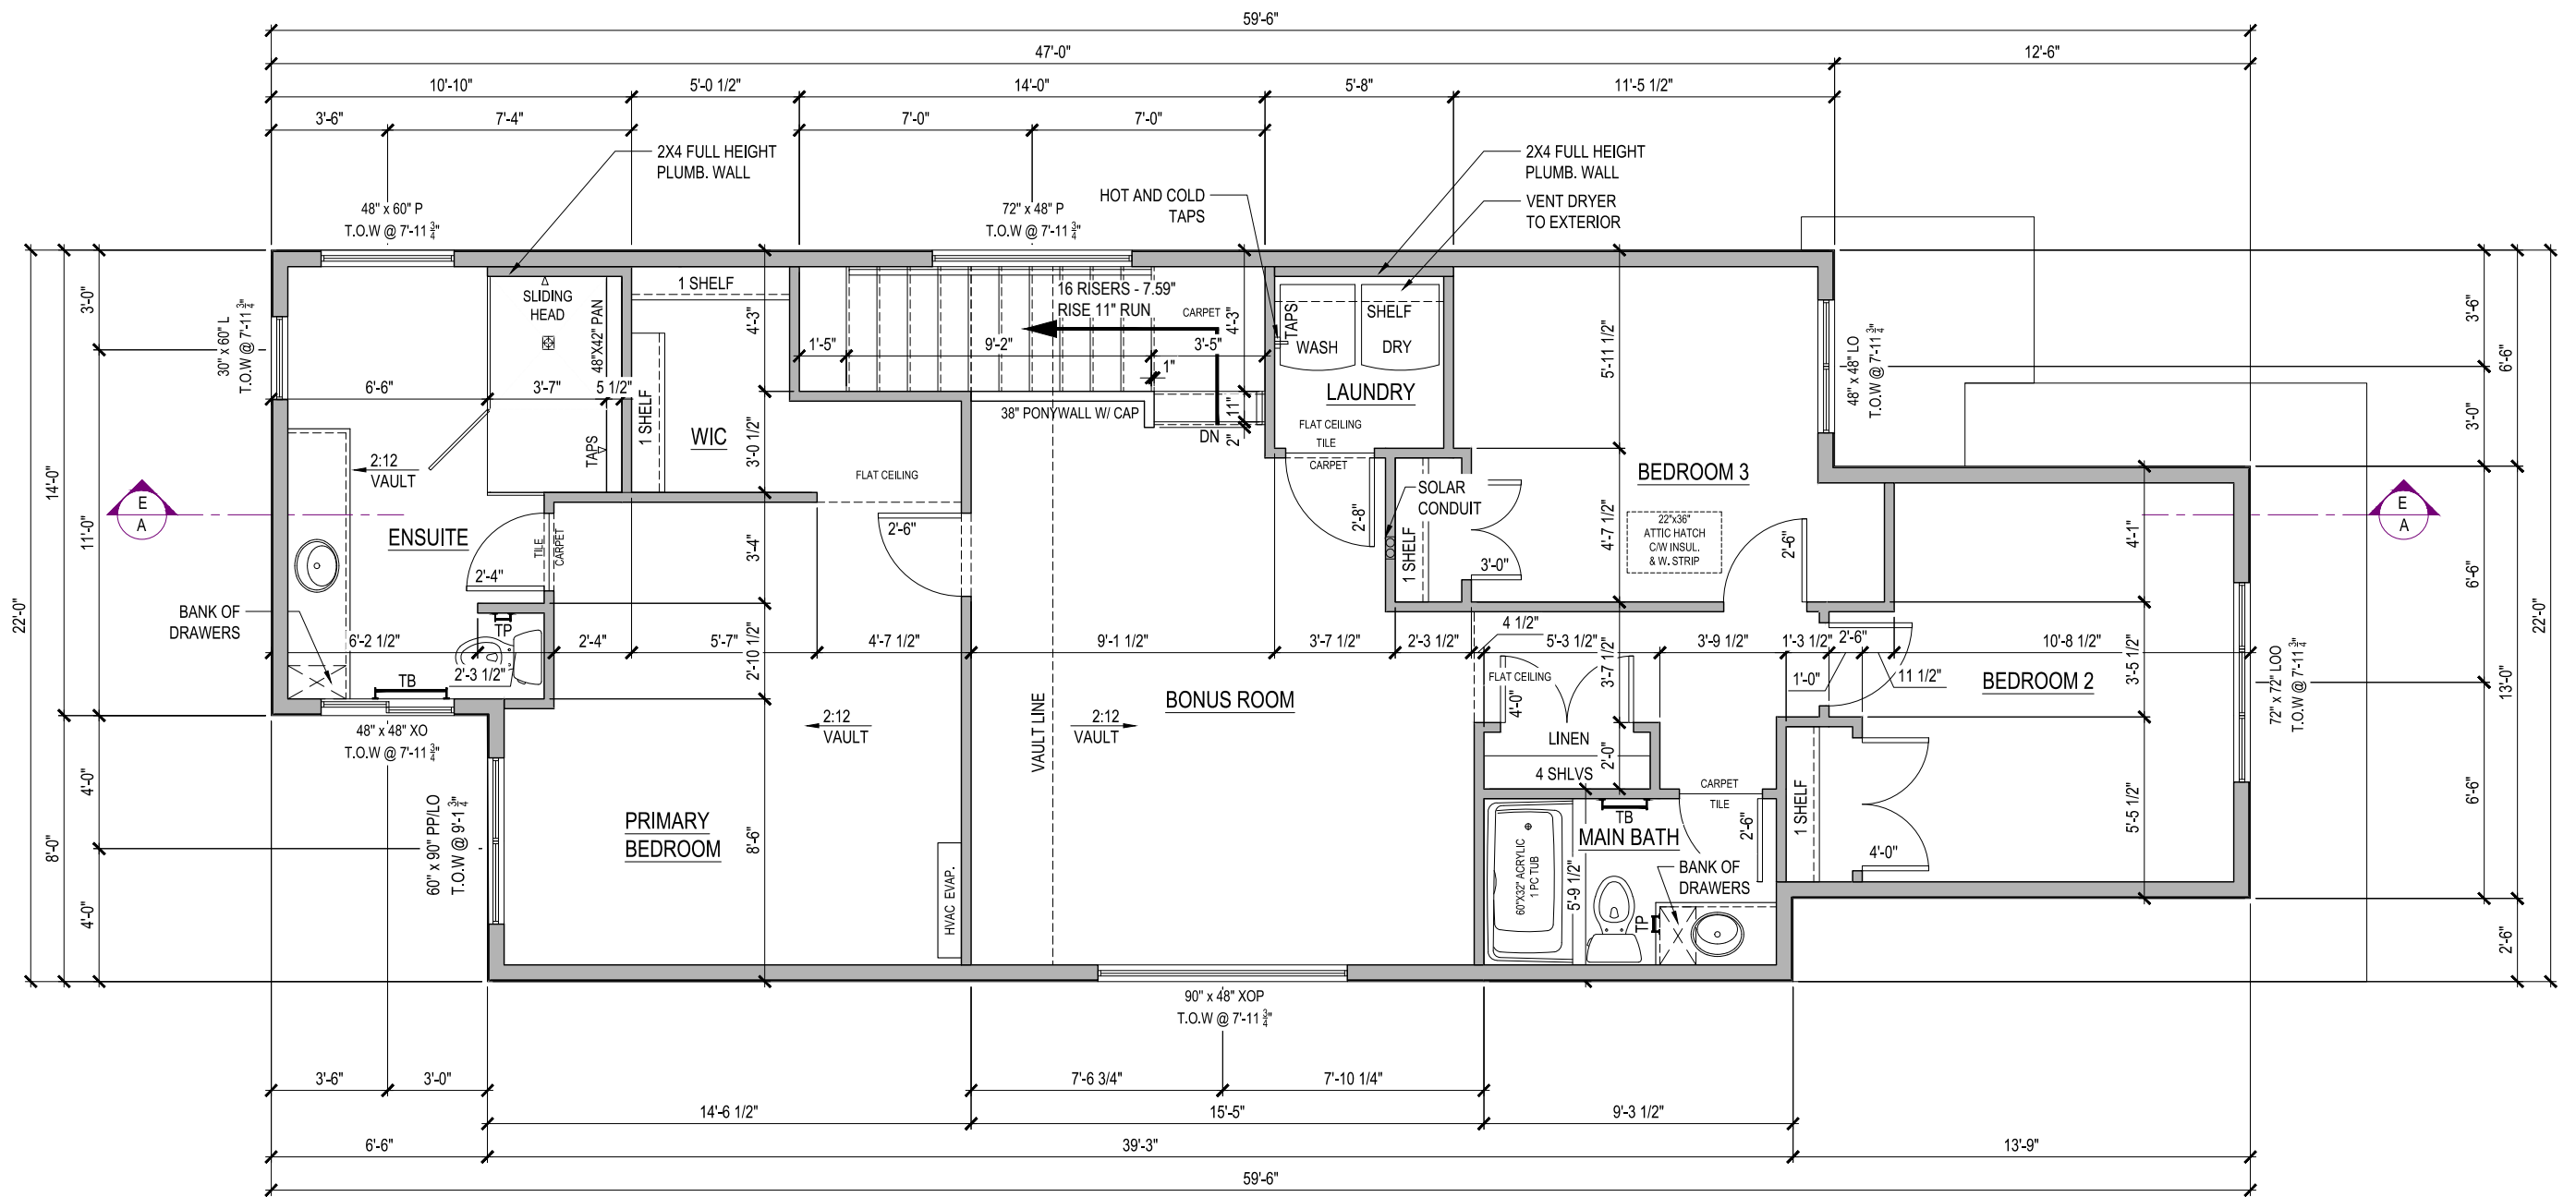 59'-6"
47'-0"
12'-6"
10'-10"
5'-0 1/2"
14'-0"
5'-8"
11'-5 1/2"
3'-6"
7'-4"
7'-0"
7'-0"
2X4 FULL HEIGHT
PLUMB. WALL
2X4 FULL HEIGHT
PLUMB. WALL
HOT AND COLD
TAPS
VENT DRYER
TO EXTERIOR
48" x 60" P
T.O.W @ 7'-11 3/4"
72" x 48" P
T.O.W @ 7'-11 3/4"
22'-0"
14'-0"
8'-0"
3'-0"
11'-0"
4'-0"
4'-0"
30" x 60" L
T.O.W @ 7'-11 3/4"
SLIDING
HEAD
48"X42" PAN
TAPS
6'-6"
3'-7"
5 1/2"
2:12
VAULT
ENSUITE
TILE
CARPET
2'-4"
BANK OF
DRAWERS
TP
6'-2 1/2"
2'-3 1/2"
TB
48" x 48" XO
T.O.W @ 7'-11 3/4"
E
A
1 SHELF
1 SHELF
WIC
4'-3"
3'-0 1/2"
3'-4"
2'-10 1/2"
8'-6"
FLAT CEILING
2'-6"
2'-4"
5'-7"
4'-7 1/2"
2:12
VAULT
PRIMARY
BEDROOM
HVAC EVAP.
60" x 90" PP/LO
T.O.W @ 9'-1 3/4"
16 RISERS - 7.59"
RISE 11" RUN
CARPET
4'-3"
1'-5"
9'-2"
3'-5"
1"
38" PONYWALL W/ CAP
DN
11"
2"
9'-1 1/2"
VAULT LINE
2:12
VAULT
BONUS ROOM
90" x 48" XOP
T.O.W @ 7'-11 3/4"
TAPS
SHELF
WASH
DRY
LAUNDRY
FLAT CEILING
TILE
CARPET
2'-8"
SOLAR
CONDUIT
1 SHELF
3'-0"
3'-7 1/2"
2'-3 1/2"
4 1/2"
5'-3 1/2"
3'-9 1/2"
1'-3 1/2"
5'-11 1/2"
4'-7 1/2"
BEDROOM 3
22"x36"
ATTIC HATCH
C/W INSUL.
& W. STRIP
2'-6"
48" x 48" LO
T.O.W @ 7'-11 3/4"
3'-7 1/2"
FLAT CEILING
4'-0"
LINEN
2'-0"
4 SHLVS
CARPET
TILE
TB
2'-6"
MAIN BATH
60"X32" ACRYLIC
1 PC TUB
5'-9 1/2"
BANK OF
DRAWERS
TP
2'-6"
1'-0"
11 1/2"
10'-8 1/2"
BEDROOM 2
4'-1"
3'-5 1/2"
5'-5 1/2"
1 SHELF
4'-0"
72" x 72" LOO
T.O.W @ 7'-11 3/4"
E
A
3'-6"
3'-0"
6'-6"
6'-6"
6'-6"
13'-0"
2'-6"
22'-0"
3'-6"
3'-0"
7'-6 3/4"
7'-10 1/4"
14'-6 1/2"
15'-5"
9'-3 1/2"
6'-6"
39'-3"
13'-9"
59'-6"